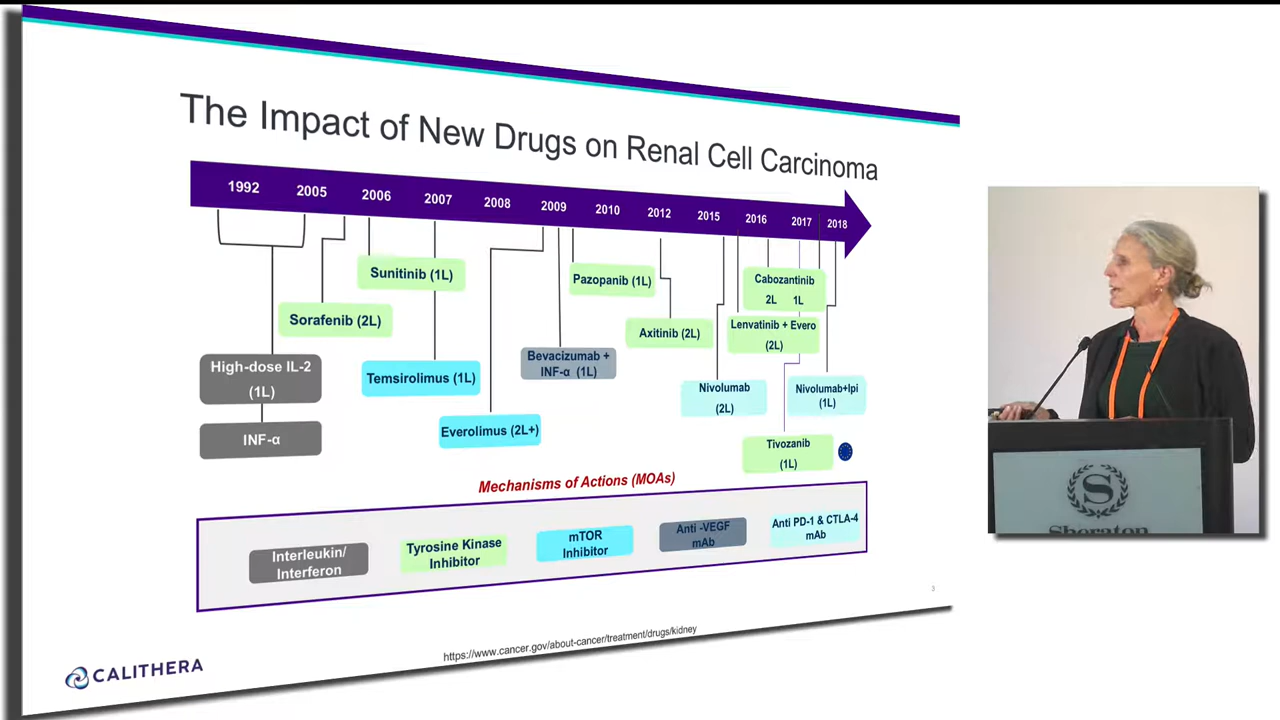 The Impact of New Drugs on Renal Cell Carcinoma
1992 2005 2006 2007 2008 2009 2010 2012 2015 2016 2017 2018
Sunitinib (1L)
Pazopanib (1L)
Cabozantinib
2L 1L
Sorafenib (2L)
Axitinib (2L)
Lenvatinib + Evero
(2L)
High-dose IL-2
(1L)
Temsirolimus (1L)
Bevacizumab +
INF-α (1L)
Nivolumab
(2L)
Nivolumab+Ipi
(1L)
INF-α
Everolimus (2L+)
Tivozanib
(1L)
Mechanisms of Actions (MOAs)
Interleukin/
Interferon
Tyrosine Kinase
Inhibitor
mTOR
Inhibitor
Anti -VEGF
mAb
Anti PD-1 & CTLA-4
mAb
3
https://www.cancer.gov/about-cancer/treatment/drugs/kidney
CALITHERA
S
Sheraton